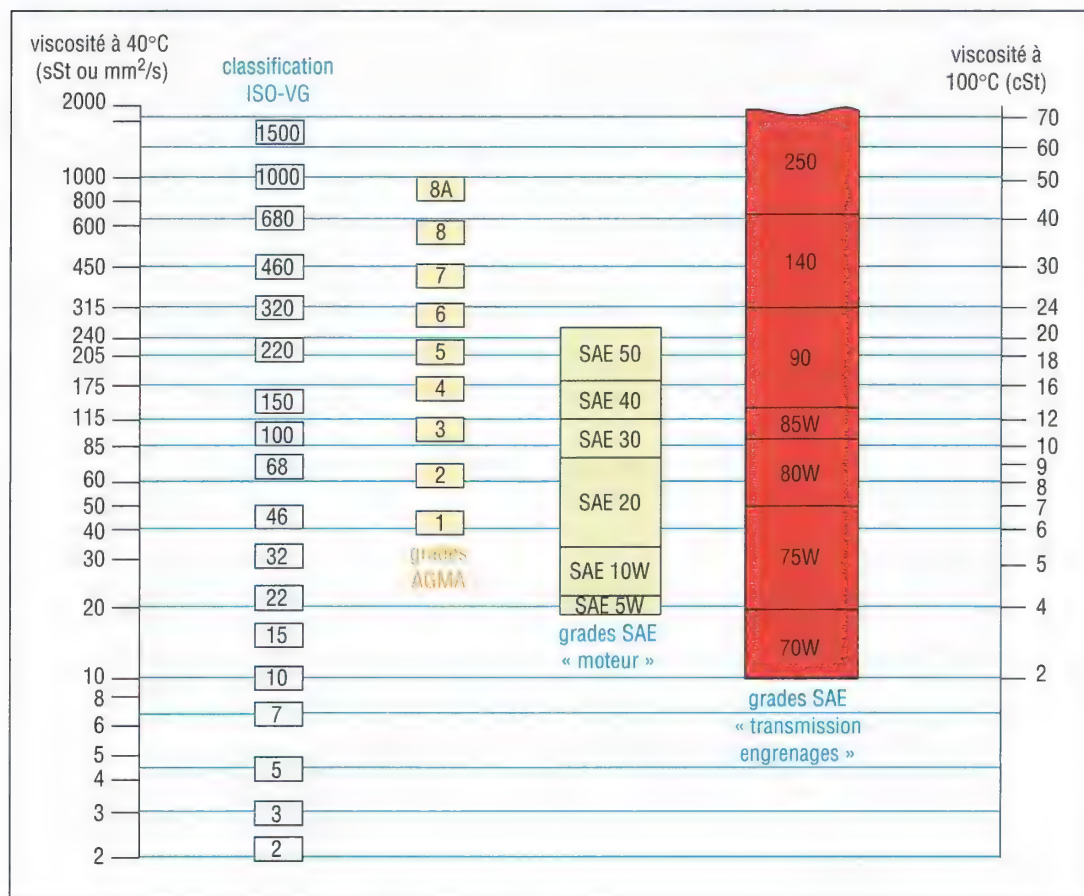 viscosité à 40°C
(sSt ou mm²/s)
2000
1000
800
600
450
315
240
205
175
115
85
60
50
40
30
20
10
8
6
5
4
3
2
classification
ISO-VG
1500
1000
680
460
320
220
150
100
68
46
32
22
15
10
7
5
3
2
8A
8
7
6
5
4
3
2
1
grades
AGMA
SAE 50
SAE 40
SAE 30
SAE 20
SAE 10W
SAE 5W
grades SAE
« moteur »
250
140
90
85W
80W
75W
70W
grades SAE
« transmission
engrenages »
viscosité à
100°C (cSt)
70
60
50
40
30
24
20
18
16
12
10
9
8
7
6
5
4
2